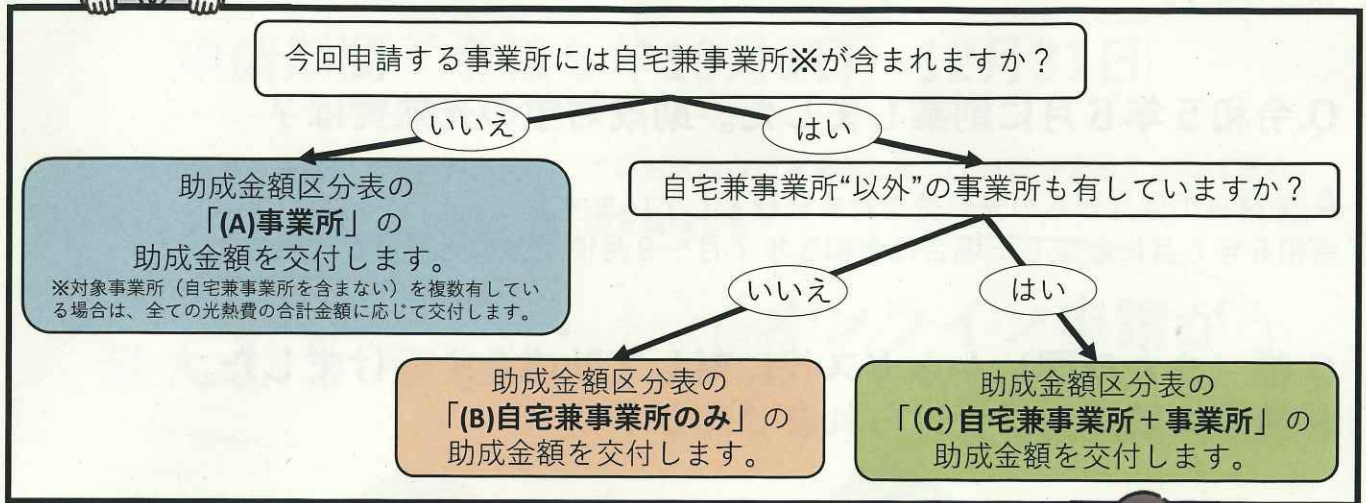 今回申請する事業所には自宅兼事業所※が含まれますか？
いいえ
はい
助成金額区分表の
「(A)事業所」の
助成金額を交付します。
※対象事業所（自宅兼事業所を含まない）を複数有してい
る場合は、全ての光熱費の合計金額に応じて交付します。
自宅兼事業所“以外”の事業所も有していますか？
いいえ
はい
助成金額区分表の
「(B)自宅兼事業所のみ」の
助成金額を交付します。
助成金額区分表の
「(C)自宅兼事業所＋事業所」の
助成金額を交付します。